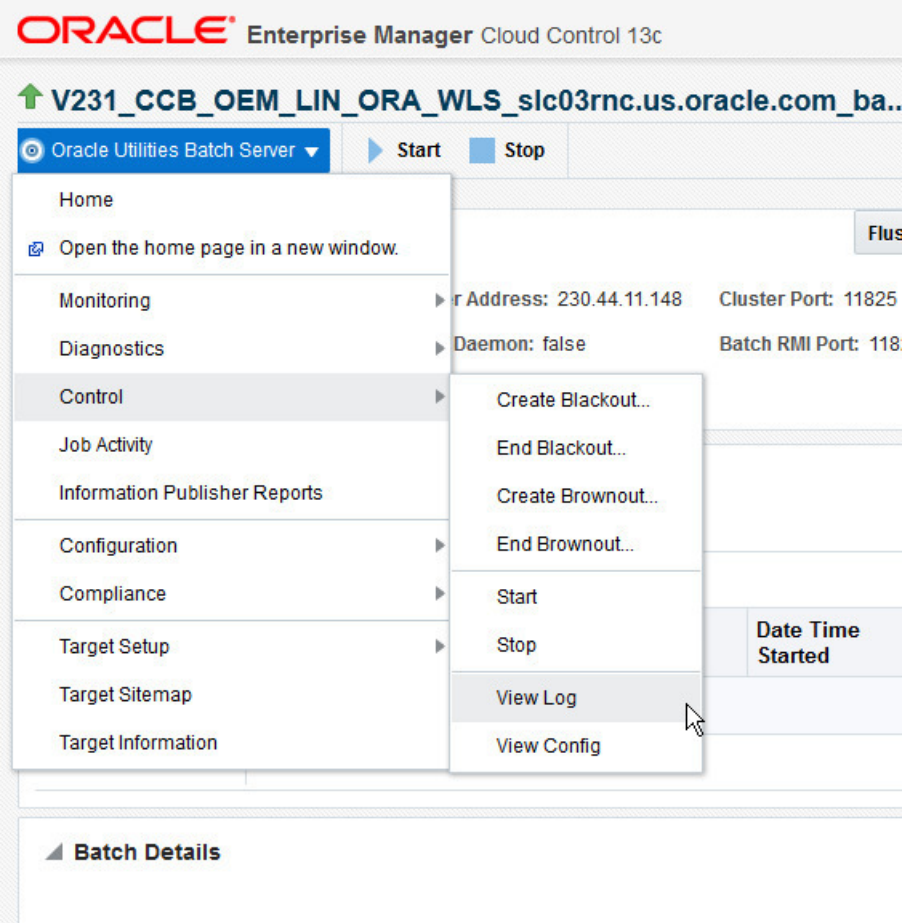 ORACLE Enterprise Manager Cloud Control 13c
V231_CCB_OEM_LIN_ORA_WLS_slc03rnc.us.oracle.com_ba..
Oracle Utilities Batch Server Start Stop
Home
Open the home page in a new window.
Flus
Monitoring
r Address: 230.44.11.148 Cluster Port: 11825
Diagnostics
Daemon: false Batch RMI Port: 118
Control
Create Blackout...
Job Activity
End Blackout...
Information Publisher Reports
Create Brownout...
Configuration
End Brownout...
Compliance
Start
Target Setup
Stop
Date Time
Started
Target Sitemap
View Log
Target Information
View Config
Batch Details